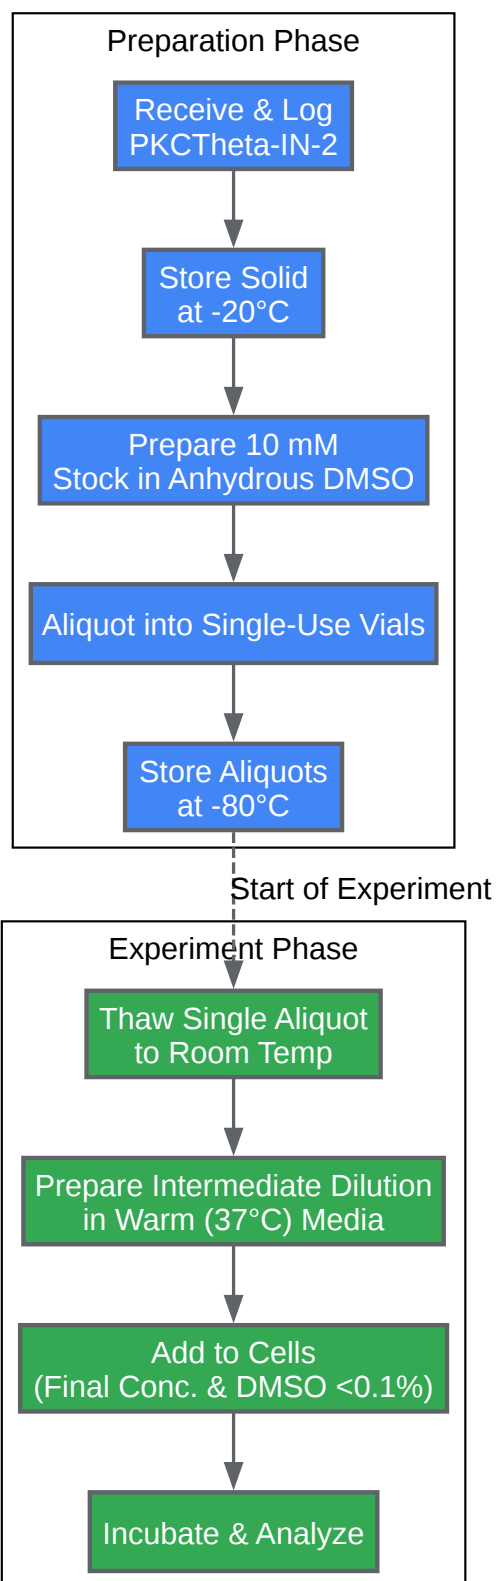 Preparation Phase
Receive & Log
PKCTheta-IN-2
Store Solid
at -20°C
Prepare 10 mM
Stock in Anhydrous DMSO
Aliquot into Single-Use Vials
Store Aliquots
at -80°C
Start of Experiment
Experiment Phase
Thaw Single Aliquot
to Room Temp
Prepare Intermediate Dilution
in Warm (37°C) Media
Add to Cells
(Final Conc. & DMSO <0.1%)
Incubate & Analyze